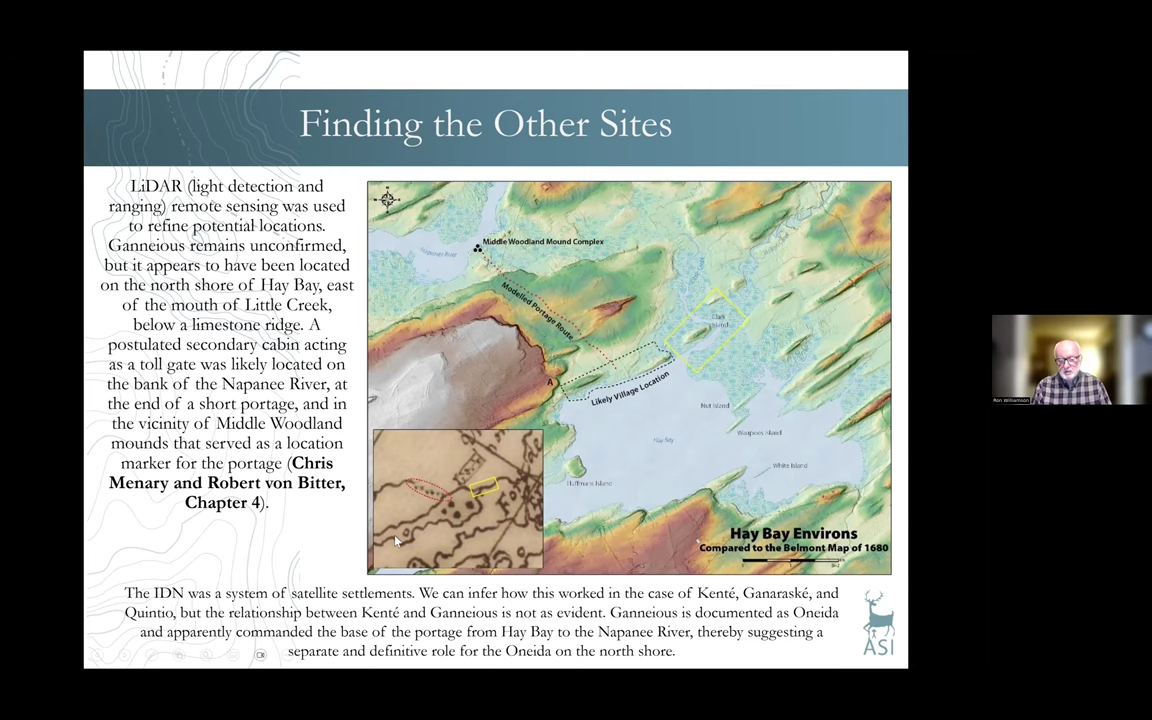 Finding the Other Sites
LiDAR (light detection and
ranging) remote sensing was used
to refine potential locations.
Ganneious remains unconfirmed,
but it appears to have been located
on the north shore of Hay Bay, east
of the mouth of Little Creek,
below a limestone ridge. A
postulated secondary cabin acting
as a toll gate was likely located on
the bank of the Napanee River, at
the end of a short portage, and in
the vicinity of Middle Woodland
mounds that served as a location
marker for the portage (Chris
Menary and Robert von Bitter,
Chapter 4).
N
Napanee River
Middle Woodland Mound Complex
Modelled Portage Route
A
Likely Village Location
Nut Island
Hay Bay
Waupoos Island
White Island
Huffmans Island
Hay Bay Environs
Compared to the Belmont Map of 1680
The IDN was a system of satellite settlements. We can infer how this worked in the case of Kenté, Ganaraské, and
Quintio, but the relationship between Kenté and Ganneious is not as evident. Ganneious is documented as Oneida
and apparently commanded the base of the portage from Hay Bay to the Napanee River, thereby suggesting a
separate and definitive role for the Oneida on the north shore.
ASI
Ron Williamson